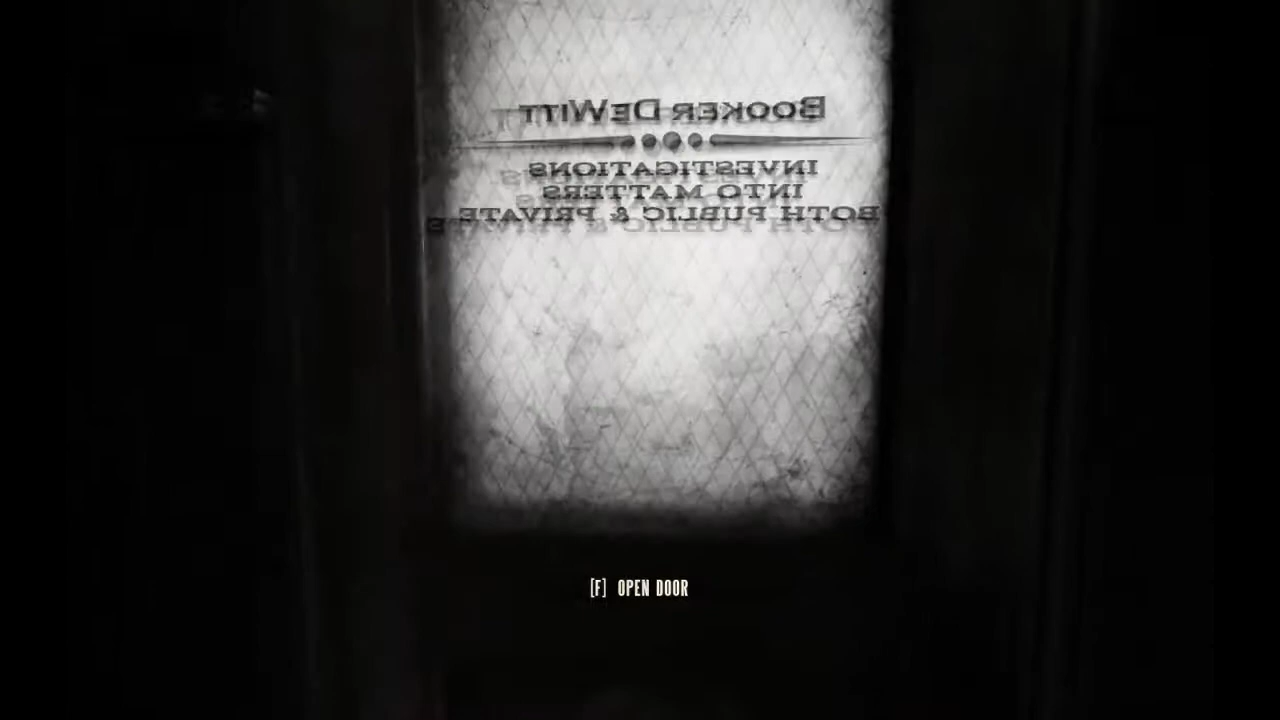 BOOKER DEWITT
INVESTIGATIONS
INTO MATTERS
BOTH PUBLIC & PRIVATE
[F] OPEN DOOR